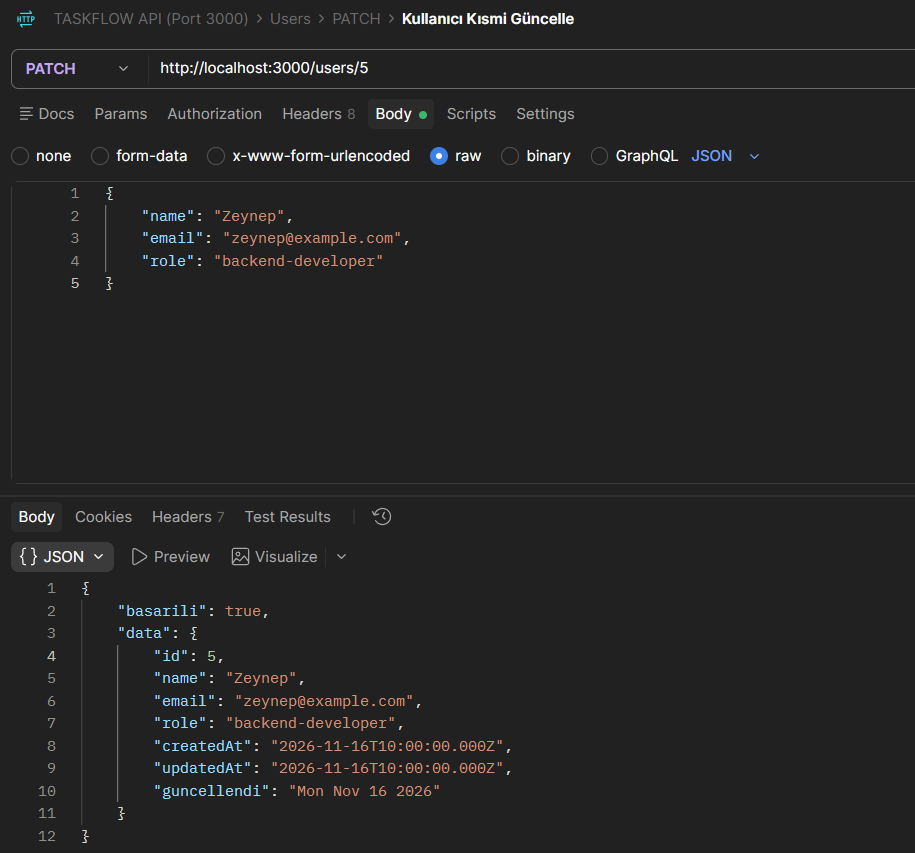 HTTP TASKFLOW API (Port 3000) > Users > PATCH > Kullanıcı Kısmi Güncelle
PATCH http://localhost:3000/users/5
Docs Params Authorization Headers 8 Body Scripts Settings
none form-data x-www-form-urlencoded raw binary GraphQL JSON
1 {
2 "name": "Zeynep",
3 "email": "zeynep@example.com",
4 "role": "backend-developer"
5 }
Body Cookies Headers 7 Test Results
{} JSON Preview Visualize
1 {
2 "basarili": true,
3 "data": {
4 "id": 5,
5 "name": "Zeynep",
6 "email": "zeynep@example.com",
7 "role": "backend-developer",
8 "createdAt": "2026-11-16T10:00:00.000Z",
9 "updatedAt": "2026-11-16T10:00:00.000Z",
10 "guncellendi": "Mon Nov 16 2026"
11 }
12 }